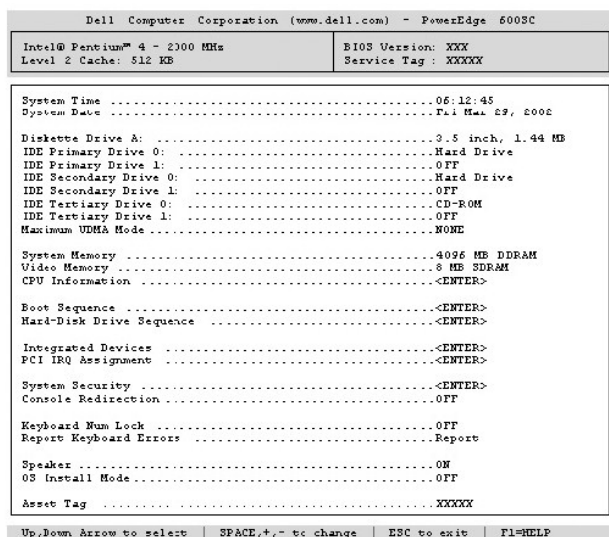 Dell Computer Corporation (www.dell.com) - PowerEdge 600SC
Intel® Pentium™ 4 - 2000 MHz
Level 2 Cache: 512 KB
BIOS Version: XXX
Service Tag : XXXXX
System Time ........................................06:12:45
System Date ........................................Fri Mar 29, 2002
Diskette Drive A: ..................................3.5 inch, 1.44 MB
IDE Primary Drive 0: ...............................Hard Drive
IDE Primary Drive 1: ...............................OFF
IDE Secondary Drive 0: .............................Hard Drive
IDE Secondary Drive 1: .............................OFF
IDE Tertiary Drive 0: ..............................CD-ROM
IDE Tertiary Drive 1: ..............................OFF
Maximum UDMA Mode ..................................NONE
System Memory ......................................4096 MB DDRAM
Video Memory .......................................8 MB SDRAM
CPU Information ....................................<ENTER>
Boot Sequence ......................................<ENTER>
Hard-Disk Drive Sequence ...........................<ENTER>
Integrated Devices .................................<ENTER>
PCI IRQ Assignment .................................<ENTER>
System Security ....................................<ENTER>
Console Redirection ................................OFF
Keyboard Num Lock ..................................OFF
Report Keyboard Errors .............................Report
Speaker ............................................ON
OS Install Mode ....................................OFF
Asset Tag ..........................................XXXXX
Up,Down Arrow to select | SPACE,+,- to change | ESC to exit | F1=HELP